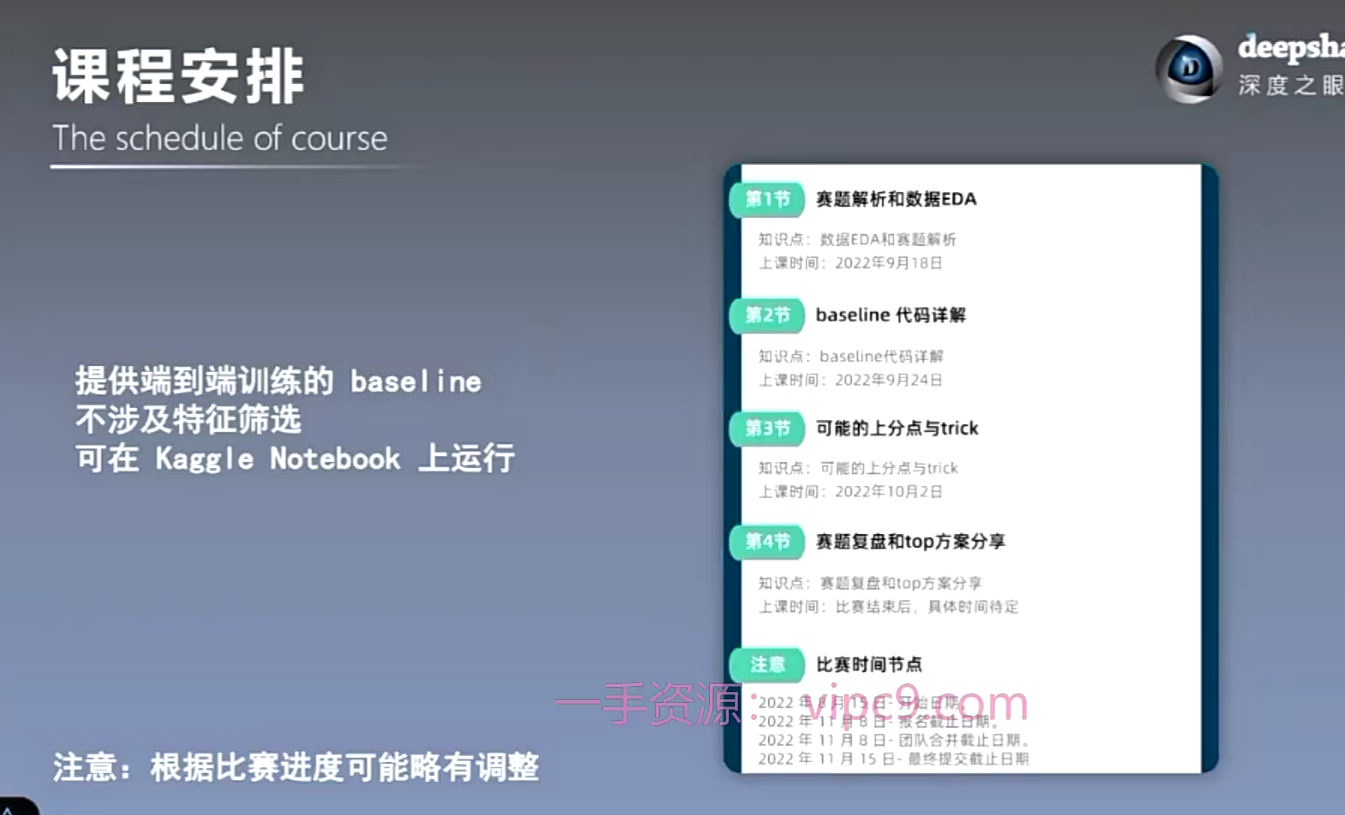 课程安排
The schedule of course
deepsha
深度之眼
提供端到端训练的 baseline
不涉及特征筛选
可在 Kaggle Notebook 上运行
第1节 赛题解析和数据EDA
知识点：数据EDA和赛题解析
上课时间：2022年9月18日
第2节 baseline 代码详解
知识点：baseline代码详解
上课时间：2022年9月24日
第3节 可能的上分点与trick
知识点：可能的上分点与trick
上课时间：2022年10月2日
第4节 赛题复盘和top方案分享
知识点：赛题复盘和top方案分享
上课时间：比赛结束后，具体时间待定
注意 比赛时间节点
2022 年 8 月 15 日- 开始日期。
2022 年 11 月 8 日- 报名截止日期。
2022 年 11 月 8 日- 团队合并截止日期。
2022 年 11 月 15 日- 最终提交截止日期
一手资源：vipc9.com
注意：根据比赛进度可能略有调整